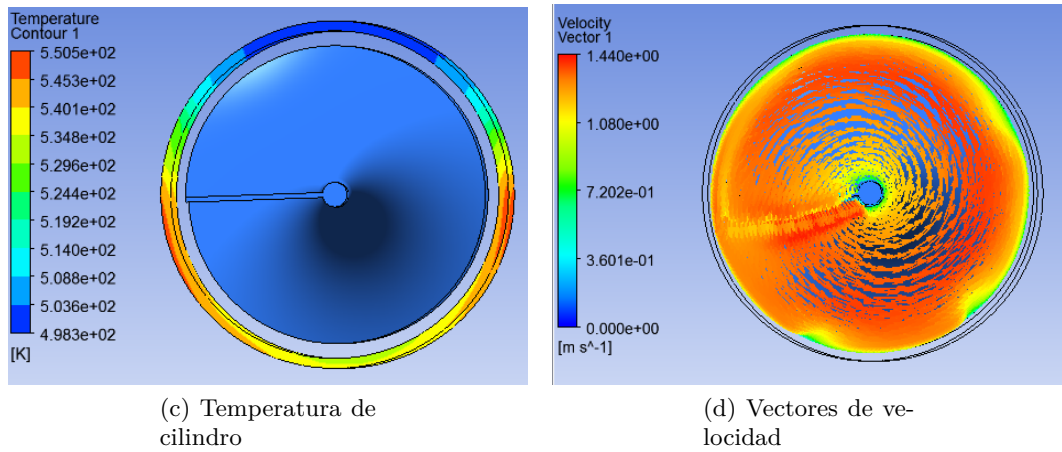 Temperature
Contour 1
5.505e+02
5.453e+02
5.401e+02
5.348e+02
5.296e+02
5.244e+02
5.192e+02
5.140e+02
5.088e+02
5.036e+02
4.983e+02
[K]
(c) Temperatura de
cilindro
Velocity
Vector 1
1.440e+00
1.080e+00
7.202e-01
3.601e-01
0.000e+00
[m s^-1]
(d) Vectores de ve-
locidad